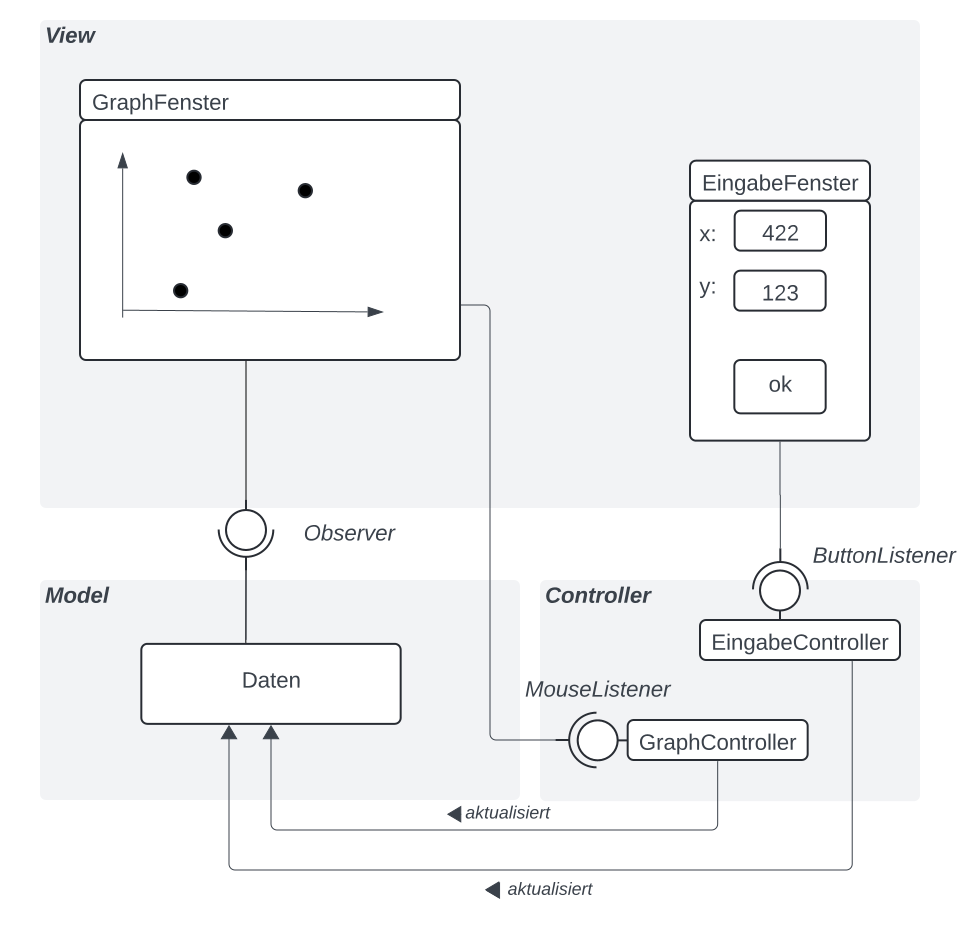 View
GraphFenster
EingabeFenster
x:
422
y:
123
ok
Observer
ButtonListener
Model
Controller
EingabeController
Daten
MouseListener
GraphController
aktualisiert
aktualisiert